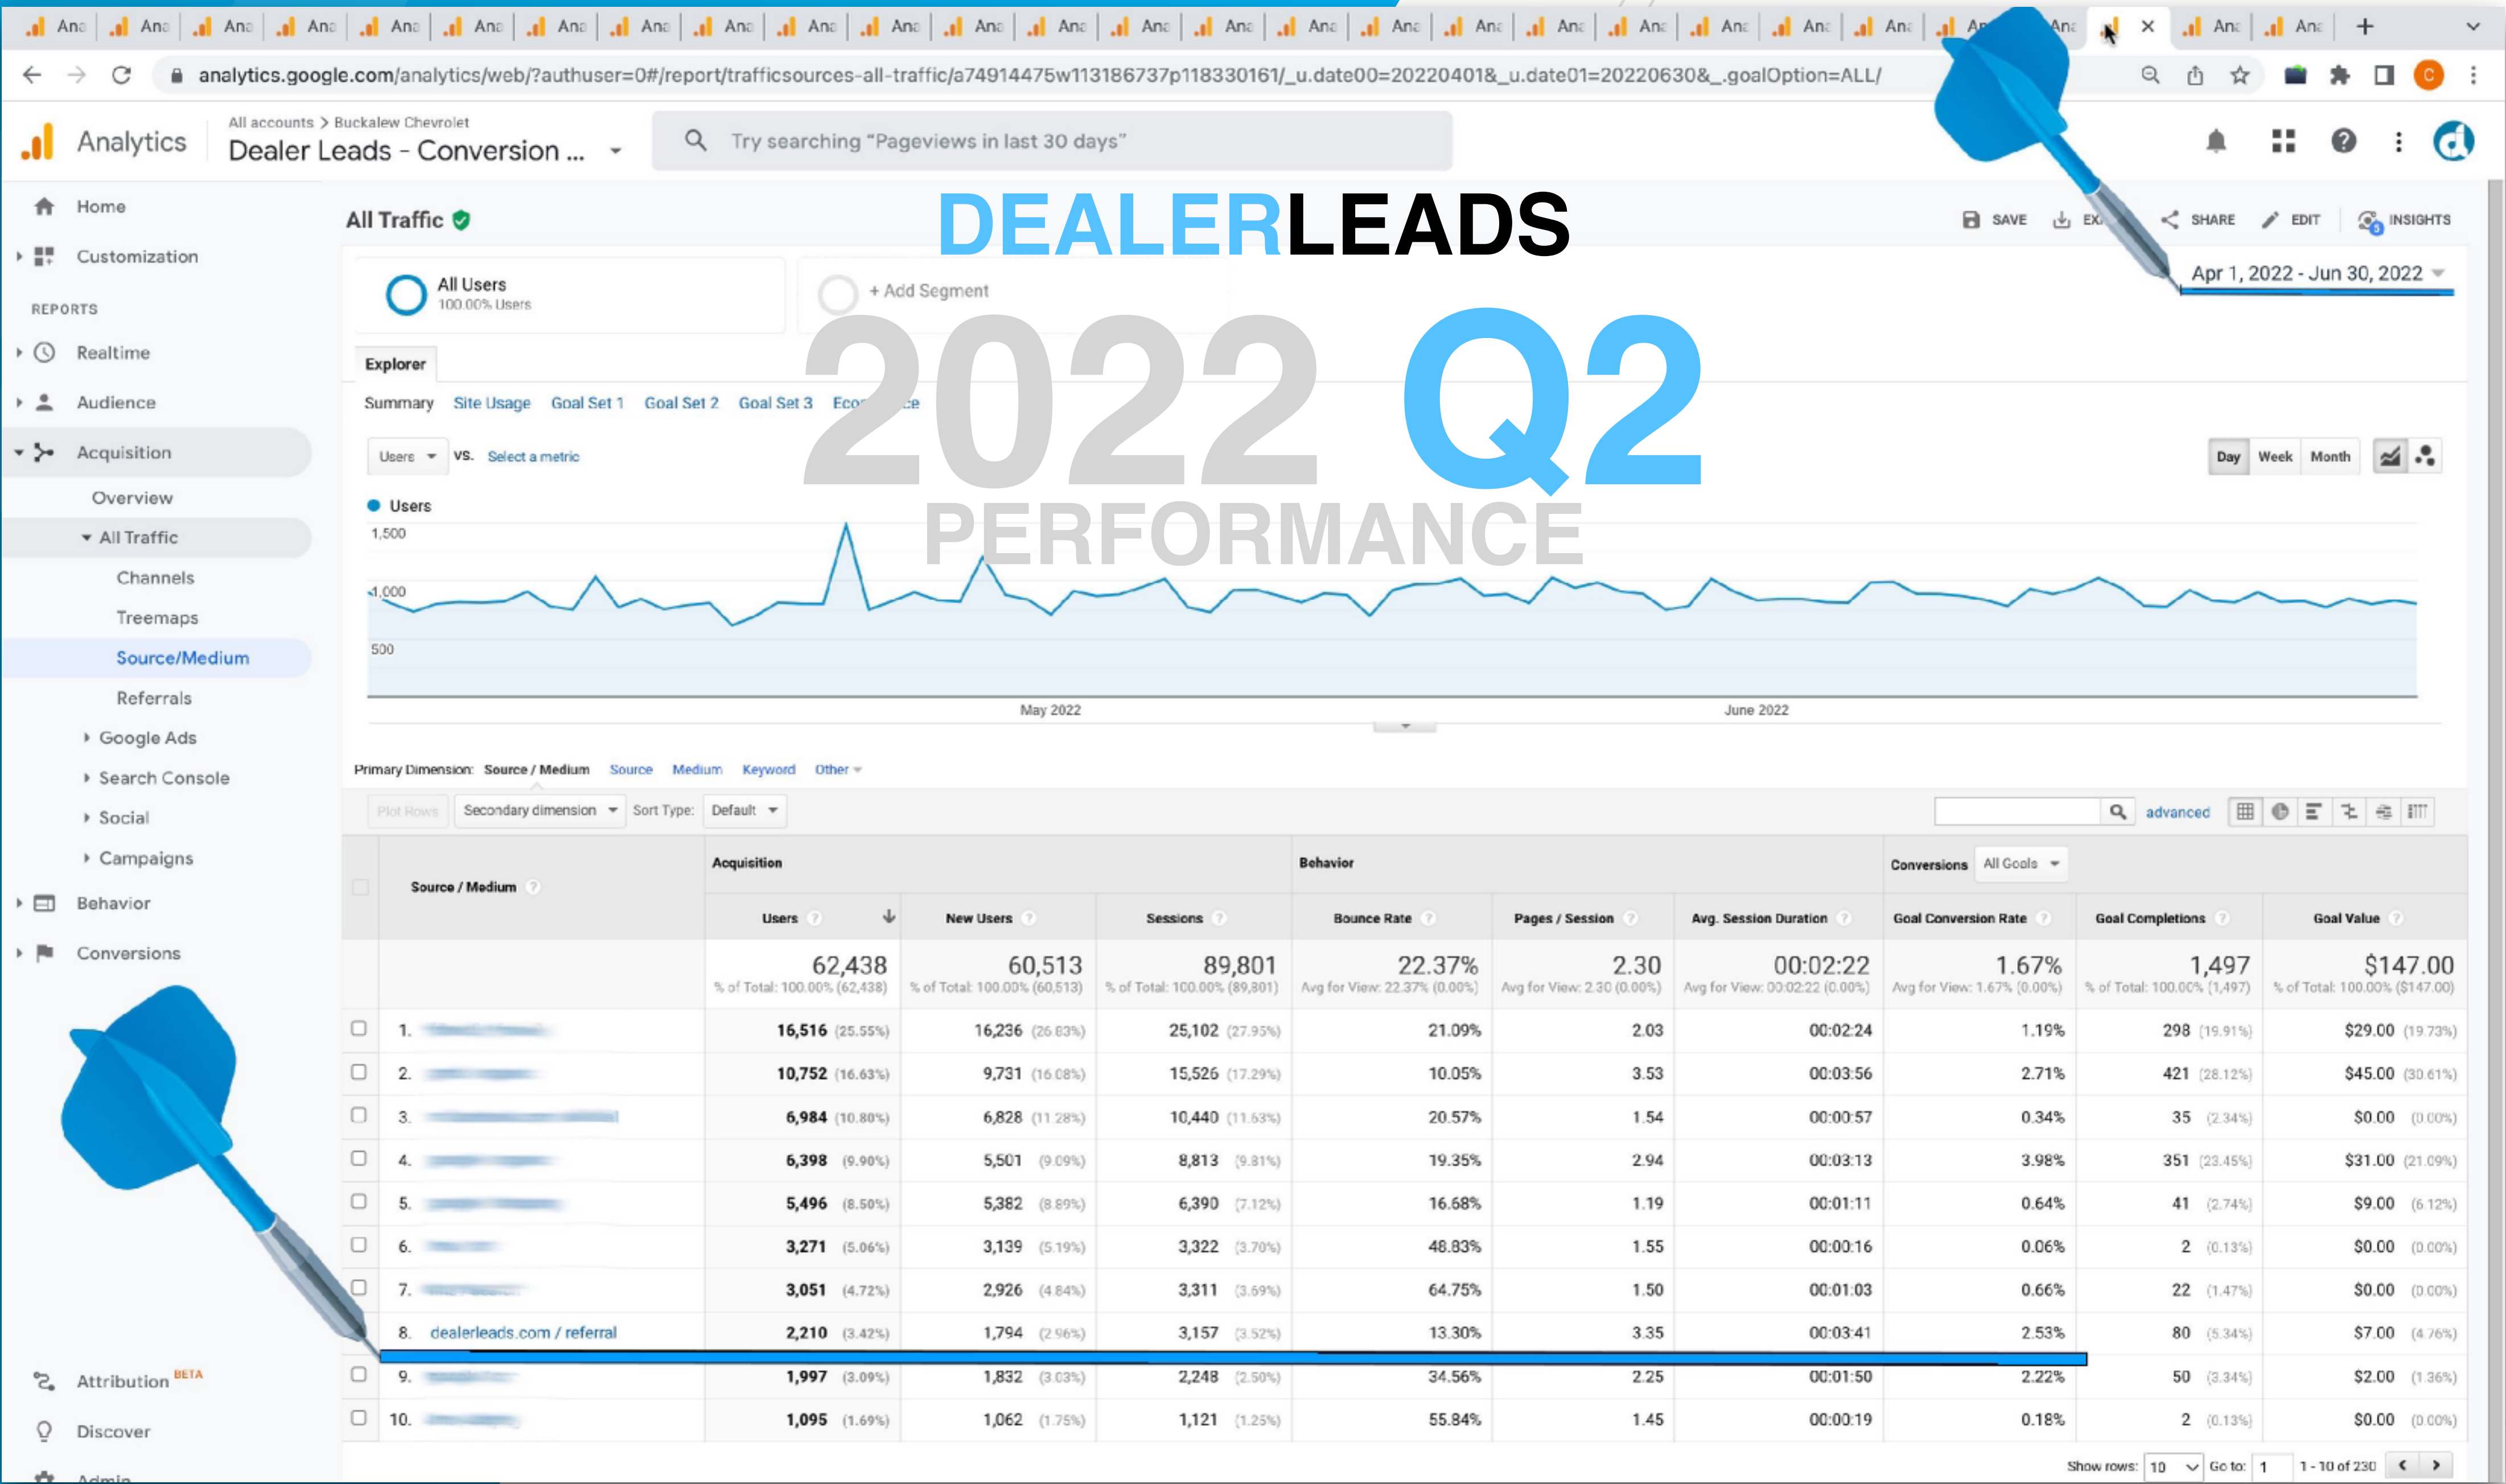 Ana Ana Ana Ana Ana Ana Ana Ana Ana Ana Ana Ana Ana Ana Ana Ana Ana Ana Ana Ana Ana Ana Ana Ana Ana Ana
analytics.google.com/analytics/web/?authuser=0#/report/trafficsources-all-traffic/a74914475w113186737p118330161/_u.date00=20220401&_u.date01=20220630&_.goalOption=ALL/
C
Analytics
All accounts > Buckalew Chevrolet
Dealer Leads - Conversion ...
Try searching “Pageviews in last 30 days”
Home
Customization
REPORTS
Realtime
Audience
Acquisition
Overview
All Traffic
Channels
Treemaps
Source/Medium
Referrals
Google Ads
Search Console
Social
Campaigns
Behavior
Conversions
Attribution BETA
Discover
Admin
All Traffic
DEALERLEADS
SAVE
SHARE
EDIT
5
INSIGHTS
All Users
100.00% Users
+ Add Segment
Apr 1, 2022 - Jun 30, 2022
2022 Q2
PERFORMANCE
Explorer
Summary Site Usage Goal Set 1 Goal Set 2 Goal Set 3
Users VS. Select a metric
Day Week Month
Users
1,500
1,000
500
May 2022 June 2022
Primary Dimension: Source / Medium Source Medium Keyword Other
Plot Rows Secondary dimension Sort Type: Default
advanced
Source / Medium
Acquisition Behavior Conversions All Goals
Users New Users Sessions Bounce Rate Pages / Session Avg. Session Duration Goal Conversion Rate Goal Completions Goal Value
62,438 60,513 89,801 22.37% 2.30 00:02:22 1.67% 1,497 $147.00
% of Total: 100.00% (62,438) % of Total: 100.00% (60,513) % of Total: 100.00% (89,801) Avg for View: 22.37% (0.00%) Avg for View: 2.30 (0.00%) Avg for View: 00:02:22 (0.00%) Avg for View: 1.67% (0.00%) % of Total: 100.00% (1,497) % of Total: 100.00% ($147.00)
1. 16,516 (25.55%) 16,236 (26.83%) 25,102 (27.95%) 21.09% 2.03 00:02:24 1.19% 298 (19.91%) $29.00 (19.73%)
2. 10,752 (16.63%) 9,731 (16.08%) 15,526 (17.29%) 10.05% 3.53 00:03:56 2.71% 421 (28.12%) $45.00 (30.61%)
3. 6,984 (10.80%) 6,828 (11.28%) 10,440 (11.63%) 20.57% 1.54 00:00:57 0.34% 35 (2.34%) $0.00 (0.00%)
4. 6,398 (9.90%) 5,501 (9.09%) 8,813 (9.81%) 19.35% 2.94 00:03:13 3.98% 351 (23.45%) $31.00 (21.09%)
5. 5,496 (8.50%) 5,382 (8.89%) 6,390 (7.12%) 16.68% 1.19 00:01:11 0.64% 41 (2.74%) $9.00 (6.12%)
6. 3,271 (5.06%) 3,139 (5.19%) 3,322 (3.70%) 48.83% 1.55 00:00:16 0.06% 2 (0.13%) $0.00 (0.00%)
7. 3,051 (4.72%) 2,926 (4.84%) 3,311 (3.69%) 64.75% 1.50 00:01:03 0.66% 22 (1.47%) $0.00 (0.00%)
8. dealerleads.com / referral 2,210 (3.42%) 1,794 (2.96%) 3,157 (3.52%) 13.30% 3.35 00:03:41 2.53% 80 (5.34%) $7.00 (4.76%)
9. 1,997 (3.09%) 1,832 (3.03%) 2,248 (2.50%) 34.56% 2.25 00:01:50 2.22% 50 (3.34%) $2.00 (1.36%)
10. 1,095 (1.69%) 1,062 (1.75%) 1,121 (1.25%) 55.84% 1.45 00:00:19 0.18% 2 (0.13%) $0.00 (0.00%)
Show rows: 10 Go to: 1 1 - 10 of 230